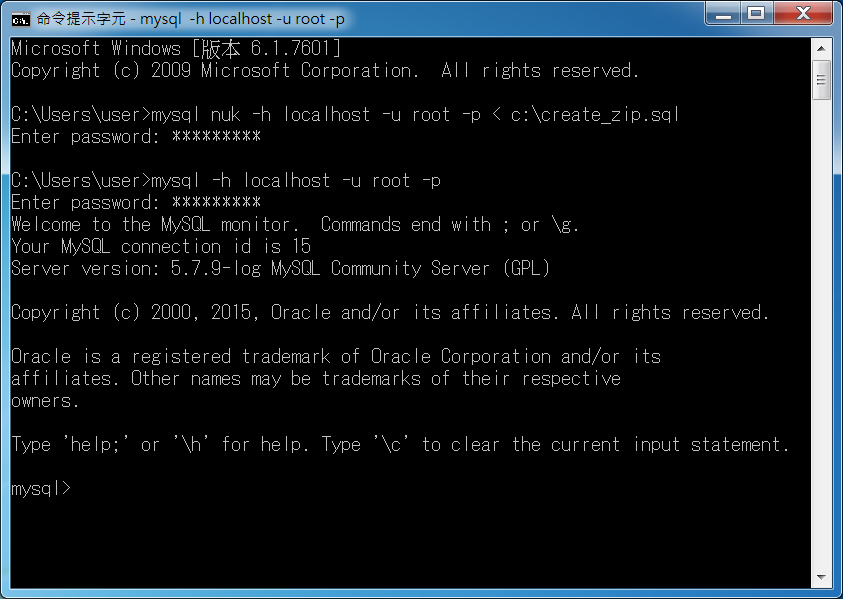 命令提示字元 - mysql -h localhost -u root -p
Microsoft Windows [版本 6.1.7601]
Copyright (c) 2009 Microsoft Corporation.  All rights reserved.
C:\Users\user>mysql nuk -h localhost -u root -p < c:\create_zip.sql
Enter password: *********
C:\Users\user>mysql -h localhost -u root -p
Enter password: *********
Welcome to the MySQL monitor.  Commands end with ; or \g.
Your MySQL connection id is 15
Server version: 5.7.9-log MySQL Community Server (GPL)
Copyright (c) 2000, 2015, Oracle and/or its affiliates. All rights reserved.
Oracle is a registered trademark of Oracle Corporation and/or its
affiliates. Other names may be trademarks of their respective
owners.
Type 'help;' or '\h' for help. Type '\c' to clear the current input statement.
mysql>